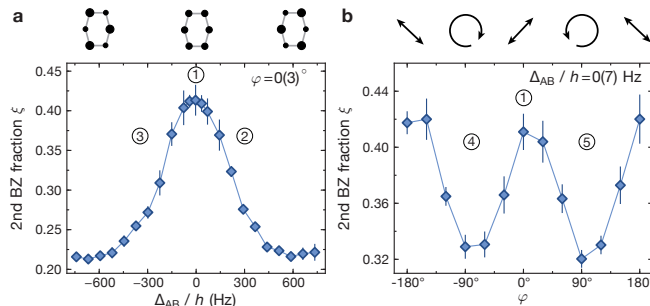 a
b
φ=0(3)°
Δ_AB / h=0(7) Hz
①
②
③
①
④
⑤
2nd BZ fraction ξ
0.45
0.40
0.35
0.30
0.25
0.20
−600 −300 0 300 600
Δ_AB / h (Hz)
2nd BZ fraction ξ
0.44
0.40
0.36
0.32
-180° -90° 0° 90° 180°
φ